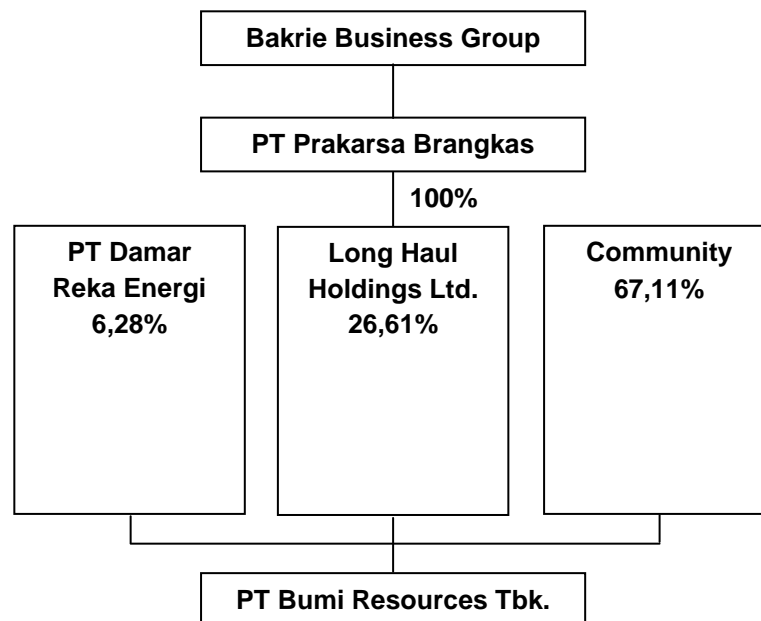 Bakrie Business Group
PT Prakarsa Brangkas
100%
PT Damar
Reka Energi
6,28%
Long Haul
Holdings Ltd.
26,61%
Community
67,11%
PT Bumi Resources Tbk.